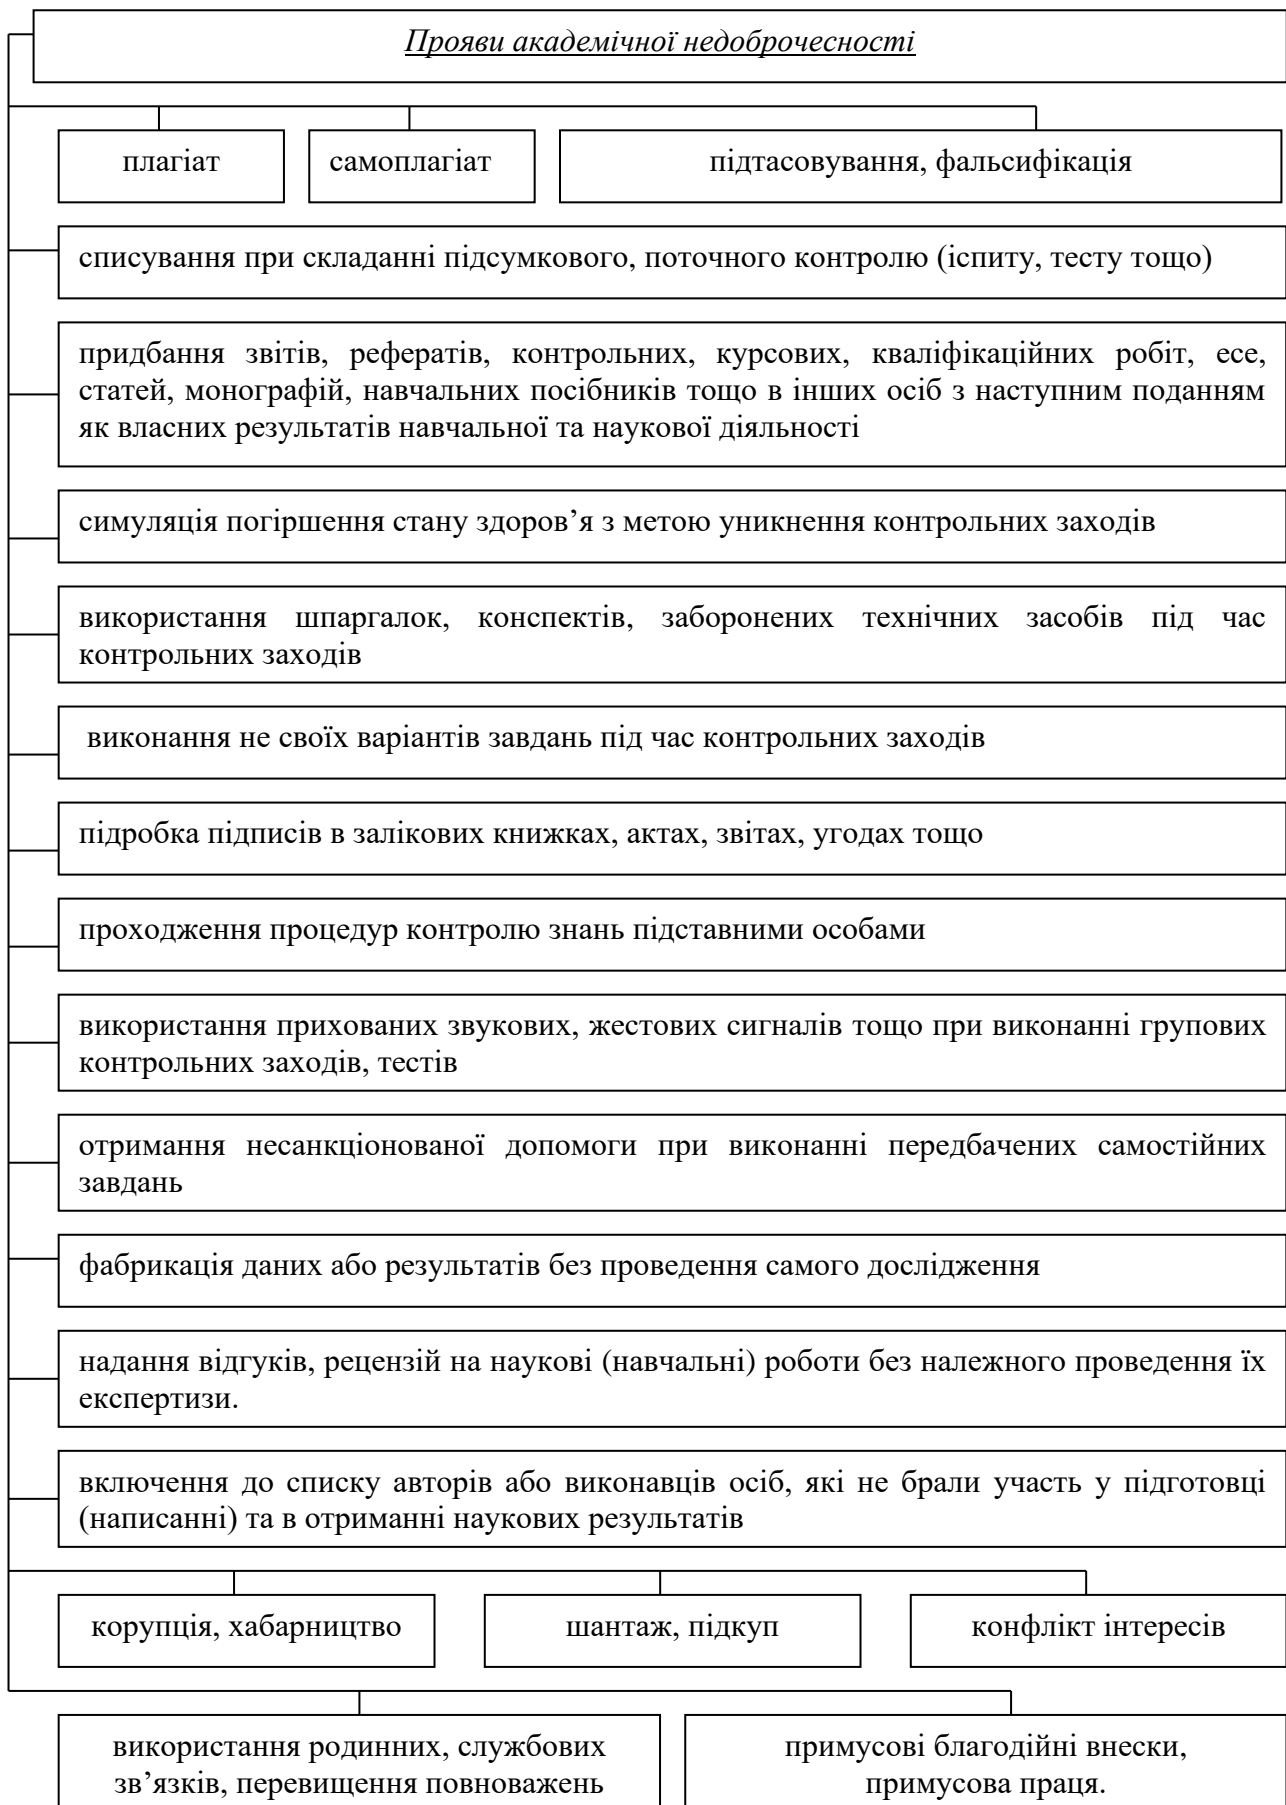 Прояви академічної недоброчесності
плагіат
самоплагіат
підтасовування, фальсифікація
списування при складанні підсумкового, поточного контролю (іспиту, тесту тощо)
придбання звітів, рефератів, контрольних, курсових, кваліфікаційних робіт, есе,
статей, монографій, навчальних посібників тощо в інших осіб з наступним поданням
як власних результатів навчальної та наукової діяльності
симуляція погіршення стану здоров’я з метою уникнення контрольних заходів
використання шпаргалок, конспектів, заборонених технічних засобів під час
контрольних заходів
виконання не своїх варіантів завдань під час контрольних заходів
підробка підписів в залікових книжках, актах, звітах, угодах тощо
проходження процедур контролю знань підставними особами
використання прихованих звукових, жестових сигналів тощо при виконанні групових
контрольних заходів, тестів
отримання несанкціонованої допомоги при виконанні передбачених самостійних
завдань
фабрикація даних або результатів без проведення самого дослідження
надання відгуків, рецензій на наукові (навчальні) роботи без належного проведення їх
експертизи.
включення до списку авторів або виконавців осіб, які не брали участь у підготовці
(написанні) та в отриманні наукових результатів
корупція, хабарництво
шантаж, підкуп
конфлікт інтересів
використання родинних, службових
зв’язків, перевищення повноважень
примусові благодійні внески,
примусова праця.